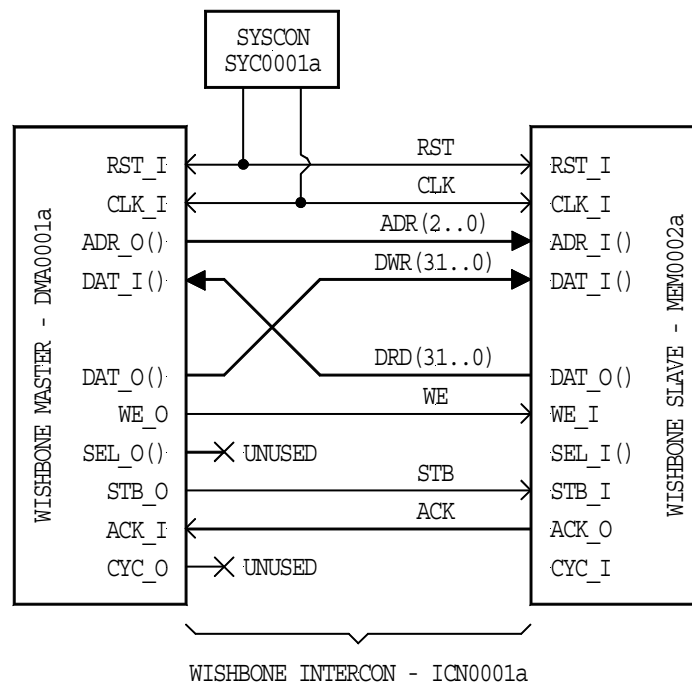 SYSCON
SYC0001a
WISHBONE MASTER - DMA0001a
WISHBONE SLAVE - MEM0002a
RST_I RST RST_I
CLK_I CLK CLK_I
ADR_O() ADR(2..0) ADR_I()
DAT_I() DWR(31..0) DAT_I()
DAT_O() DRD(31..0) DAT_O()
WE_O WE WE_I
SEL_O() UNUSED SEL_I()
STB_O STB STB_I
ACK_I ACK ACK_O
CYC_O UNUSED CYC_I
WISHBONE INTERCON - ICN0001a